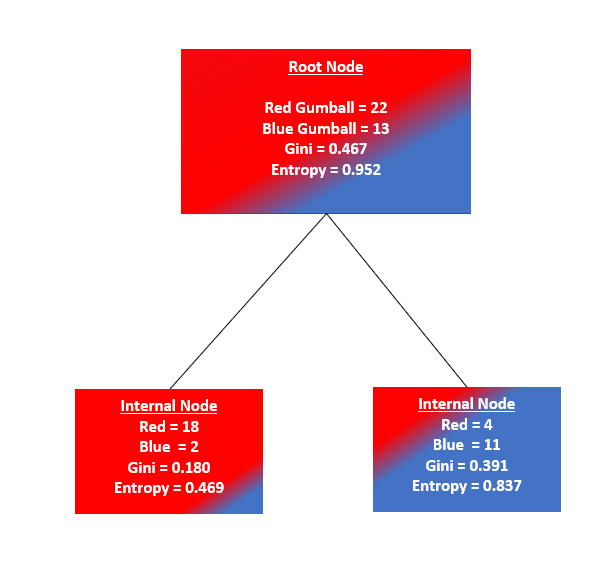 Root Node
Red Gumball = 22
Blue Gumball = 13
Gini = 0.467
Entropy = 0.952
Internal Node
Red = 18
Blue  = 2
Gini = 0.180
Entropy = 0.469
Internal Node
Red = 4
Blue  = 11
Gini = 0.391
Entropy = 0.837